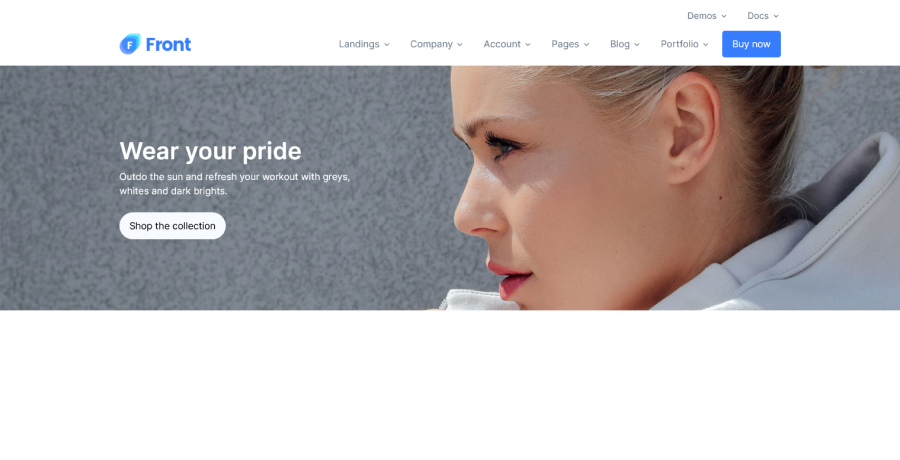 Demos
Docs
F Front
Landings
Company
Account
Pages
Blog
Portfolio
Buy now
Wear your pride
Outdo the sun and refresh your workout with greys,
whites and dark brights.
Shop the collection